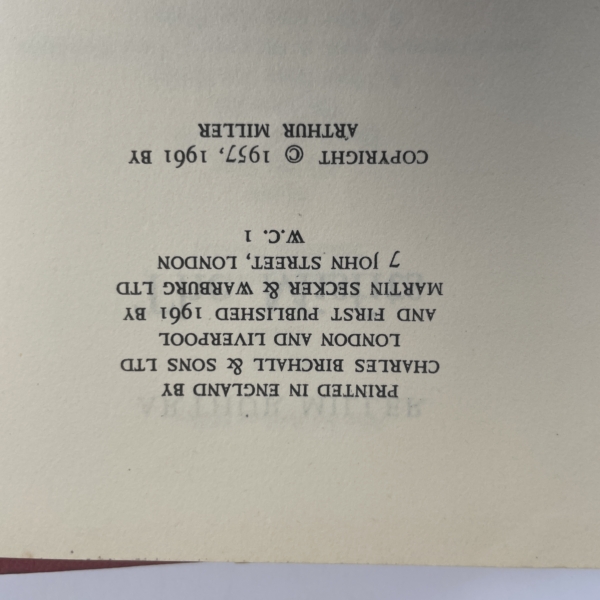 PRINTED IN ENGLAND BY
CHARLES BIRCHALL & SONS LTD
LONDON AND LIVERPOOL
AND FIRST PUBLISHED 1961 BY
MARTIN SECKER & WARBURG LTD
7 JOHN STREET, LONDON
W.C. 1
COPYRIGHT © 1957, 1961 BY
ARTHUR MILLER